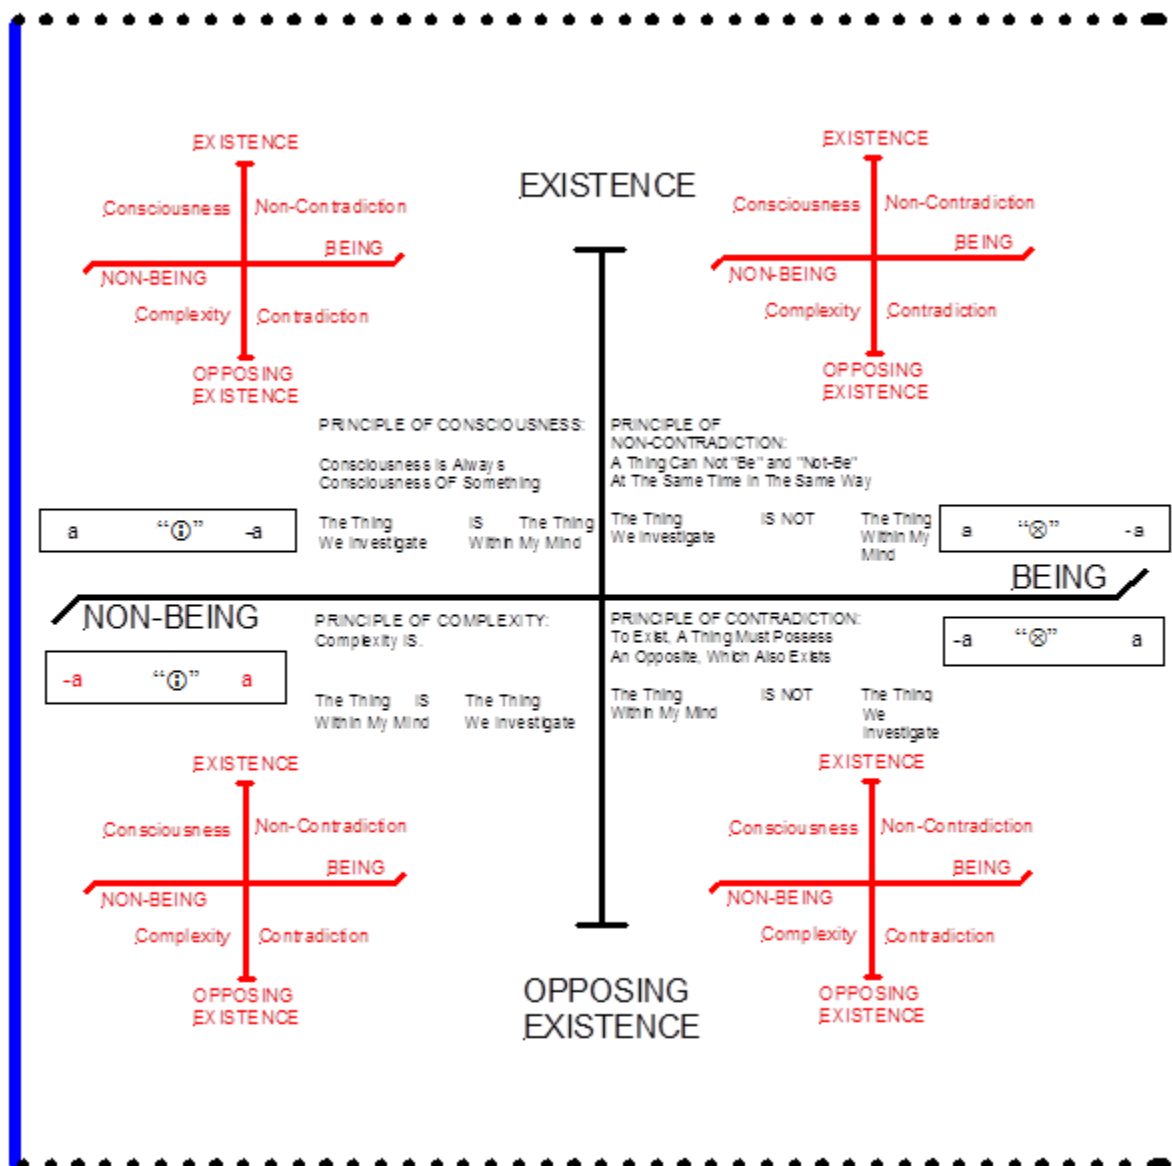 EXISTENCE
Consciousness Non-Contradiction
BEING
NON-BEING
Complexity Contradiction
OPPOSING
EXISTENCE
EXISTENCE
EXISTENCE
Consciousness Non-Contradiction
BEING
NON-BEING
Complexity Contradiction
OPPOSING
EXISTENCE
PRINCIPLE OF CONSCIOUSNESS:
Consciousness Is Always
Consciousness OF Something
The Thing IS The Thing
We Investigate Within My Mind
a “ⓘ” -a
PRINCIPLE OF
NON-CONTRADICTION:
A Thing Can Not "Be" and "Not-Be"
At The Same Time In The Same Way
The Thing IS NOT The Thing
We Investigate Within My
Mind
a “⊗” -a
BEING
NON-BEING
PRINCIPLE OF COMPLEXITY:
Complexity IS.
The Thing IS The Thing
Within My Mind We Investigate
-a “ⓘ” a
PRINCIPLE OF CONTRADICTION:
To Exist, A Thing Must Possess
An Opposite, Which Also Exists
The Thing IS NOT The Thing
Within My Mind We
Investigate
-a “⊗” a
EXISTENCE
Consciousness Non-Contradiction
BEING
NON-BEING
Complexity Contradiction
OPPOSING
EXISTENCE
OPPOSING
EXISTENCE
EXISTENCE
Consciousness Non-Contradiction
BEING
NON-BEING
Complexity Contradiction
OPPOSING
EXISTENCE